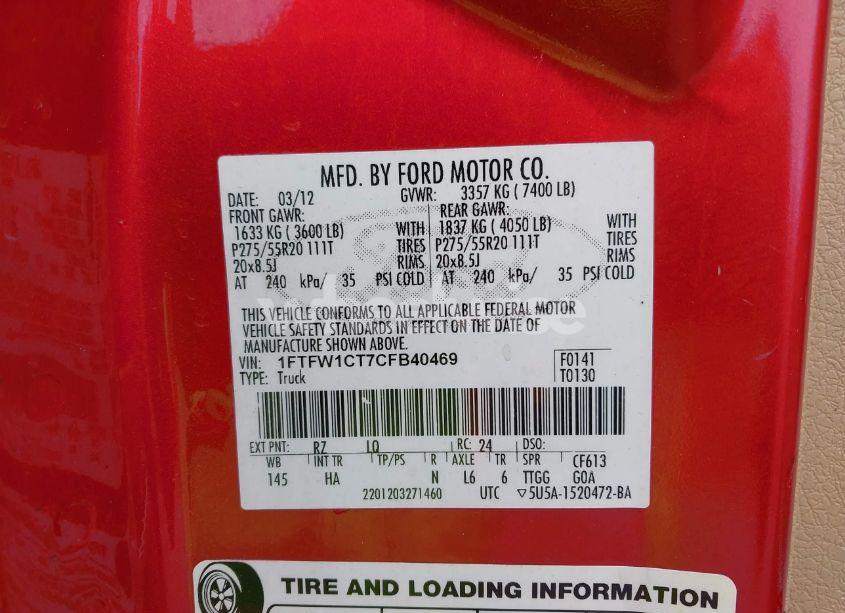 MFD. BY FORD MOTOR CO.
DATE: 03/12 GVWR: 3357 KG ( 7400 LB)
FRONT GAWR: REAR GAWR:
1633 KG ( 3600 LB) WITH 1837 KG ( 4050 LB) WITH
P275/55R20 111T TIRES P275/55R20 111T TIRES
20x8.5J RIMS 20x8.5J RIMS
AT 240 kPa/ 35 PSI COLD AT 240 kPa/ 35 PSI COLD
THIS VEHICLE CONFORMS TO ALL APPLICABLE FEDERAL MOTOR
VEHICLE SAFETY STANDARDS IN EFFECT ON THE DATE OF
MANUFACTURE SHOWN ABOVE.
VIN: 1FTFW1CT7CFB40469 F0141
TYPE: Truck T0130
EXT PNT: RZ LQ RC: 24 DSO:
WB INT TR TP/PS R AXLE TR SPR CF613
145 HA N L6 6 TTGG GOA
2201203271460 UTC ▽5U5A-1520472-BA
TIRE AND LOADING INFORMATION